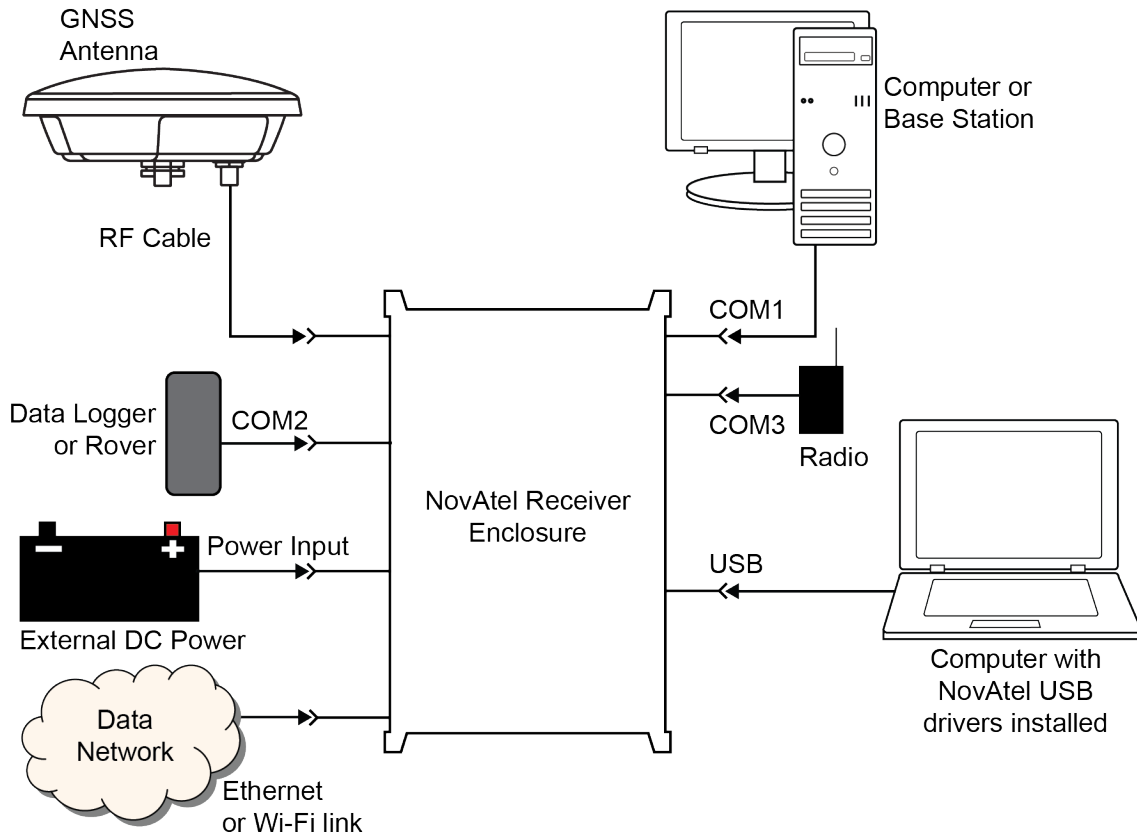 GNSS
Antenna
RF Cable
Computer or
Base Station
COM1
Data Logger
or Rover
COM2
COM3
Radio
NovAtel Receiver
Enclosure
Power Input
External DC Power
USB
Computer with
NovAtel USB
drivers installed
Data
Network
Ethernet
or Wi-Fi link